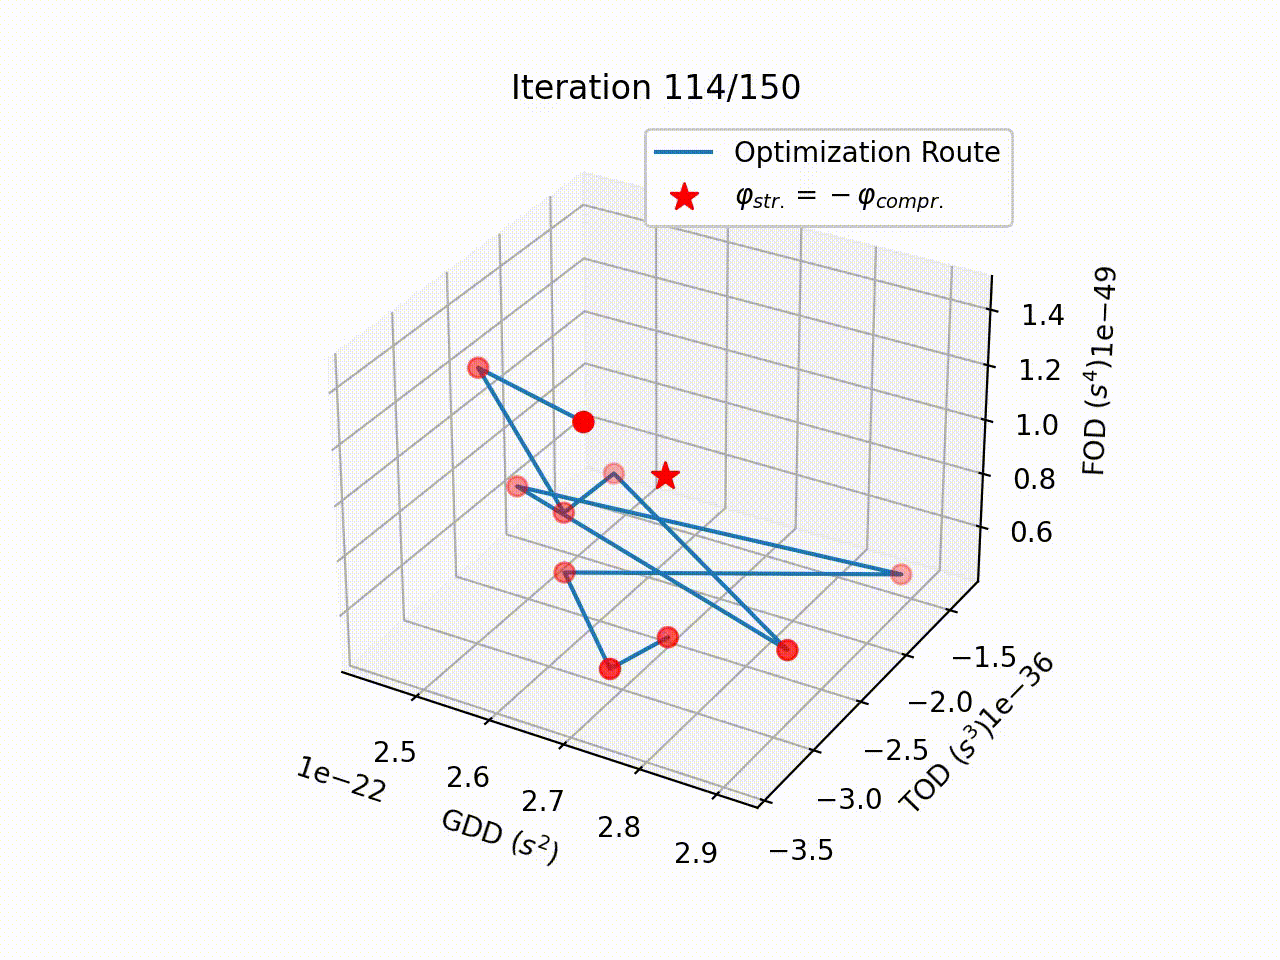 Iteration 114/150
Optimization Route
φstr. = −φcompr.
1.4
1.2
1.0
0.8
0.6
FOD (s⁴)1e−49
−1.5
−2.0
−2.5
−3.0
−3.5
TOD (s³)1e−36
2.5
2.6
2.7
2.8
2.9
1e−22
GDD (s²)